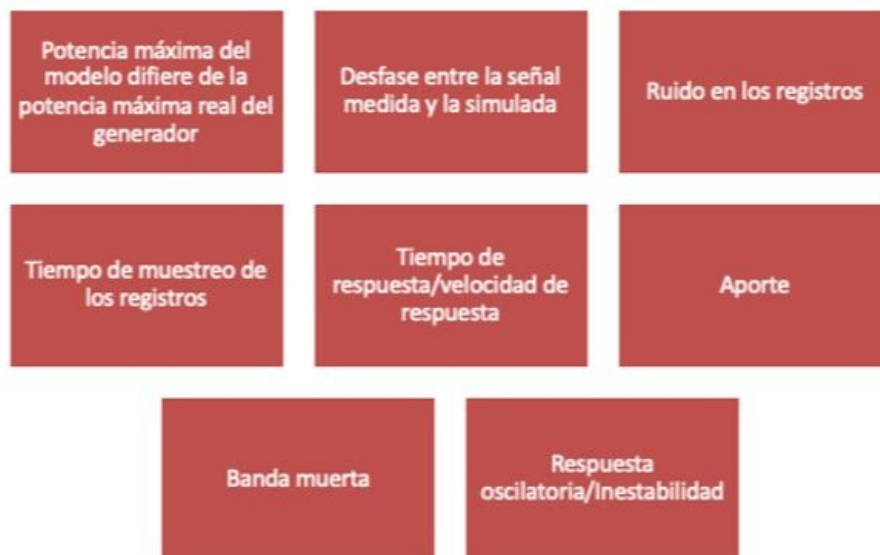 Potencia máxima del
modelo difiere de la
potencia máxima real del
generador
Desfase entre la señal
medida y la simulada
Ruido en los registros
Tiempo de muestreo de
los registros
Tiempo de
respuesta/velocidad de
respuesta
Aporte
Banda muerta
Respuesta
oscilatoria/Inestabilidad